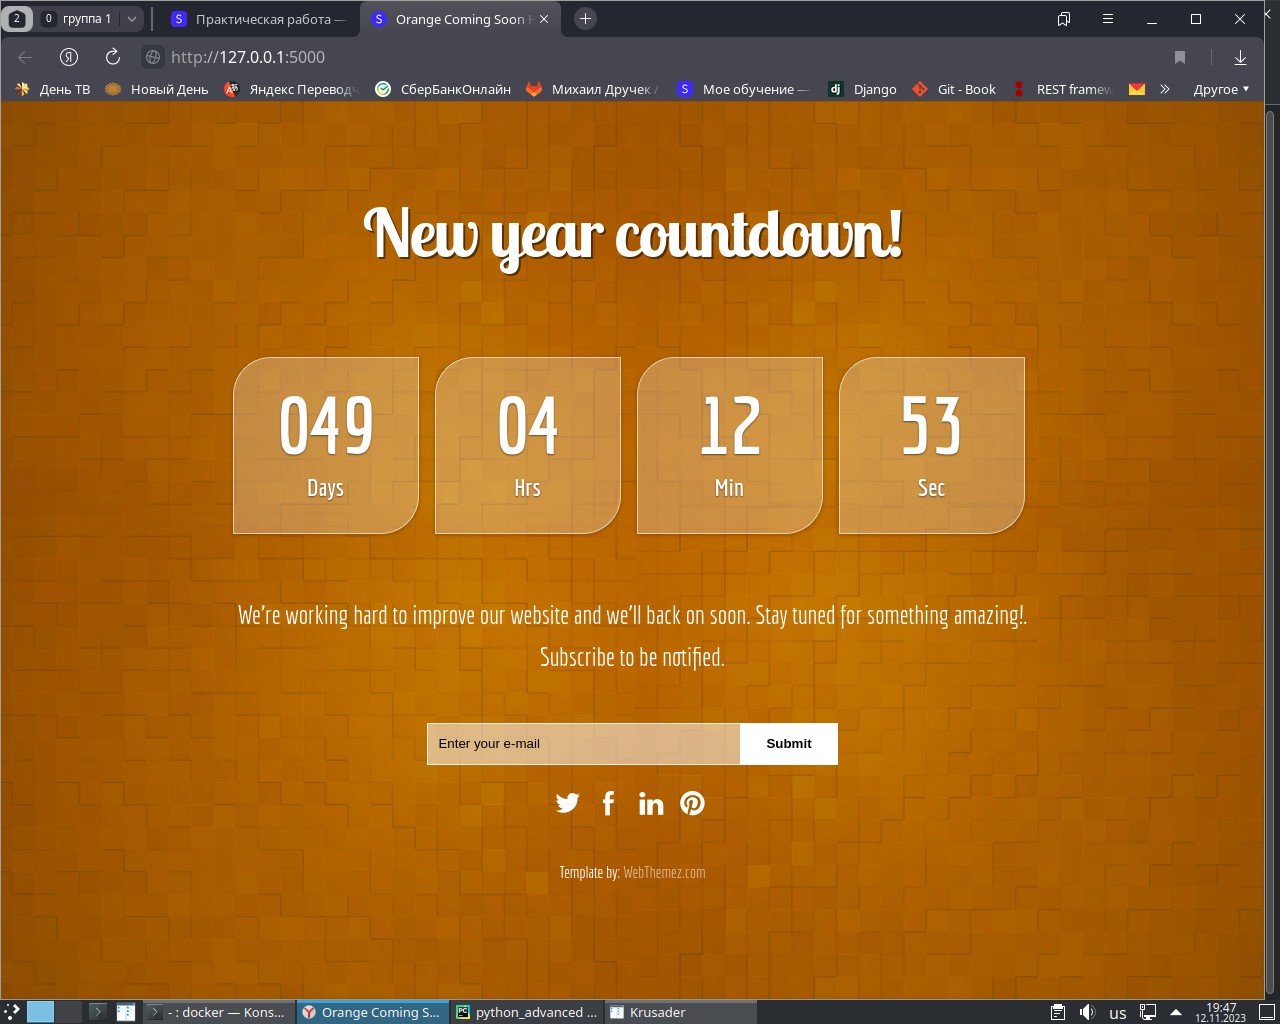 2 0 группа 1 Практическая работа — Orange Coming Soon
http://127.0.0.1:5000
День ТВ Новый День Яндекс Перевод СберБанкОнлайн Михаил Дручек / Мое обучение — dj Django Git - Book REST framew » Другое
New year countdown!
049 04 12 53
Days Hrs Min Sec
We're working hard to improve our website and we'll back on soon. Stay tuned for something amazing!.
Subscribe to be notified.
Enter your e-mail Submit
Template by: WebThemez.com
- : docker — Kons... Orange Coming S... python_advanced ... Krusader us 19:47
12.11.2023